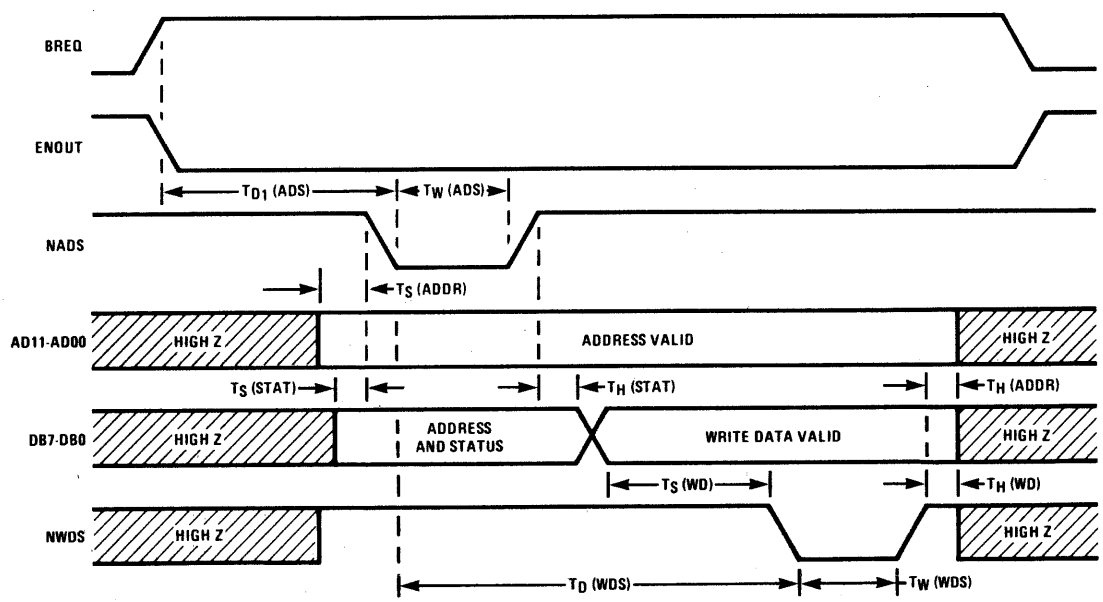 BREQ
ENOUT
TD1 (ADS)
TW (ADS)
NADS
TS (ADDR)
AD11-AD00
HIGH Z
ADDRESS VALID
HIGH Z
TS (STAT)
TH (STAT)
TH (ADDR)
DB7-DB0
HIGH Z
ADDRESS
AND STATUS
WRITE DATA VALID
HIGH Z
TS (WD)
TH (WD)
NWDS
HIGH Z
HIGH Z
TD (WDS)
TW (WDS)